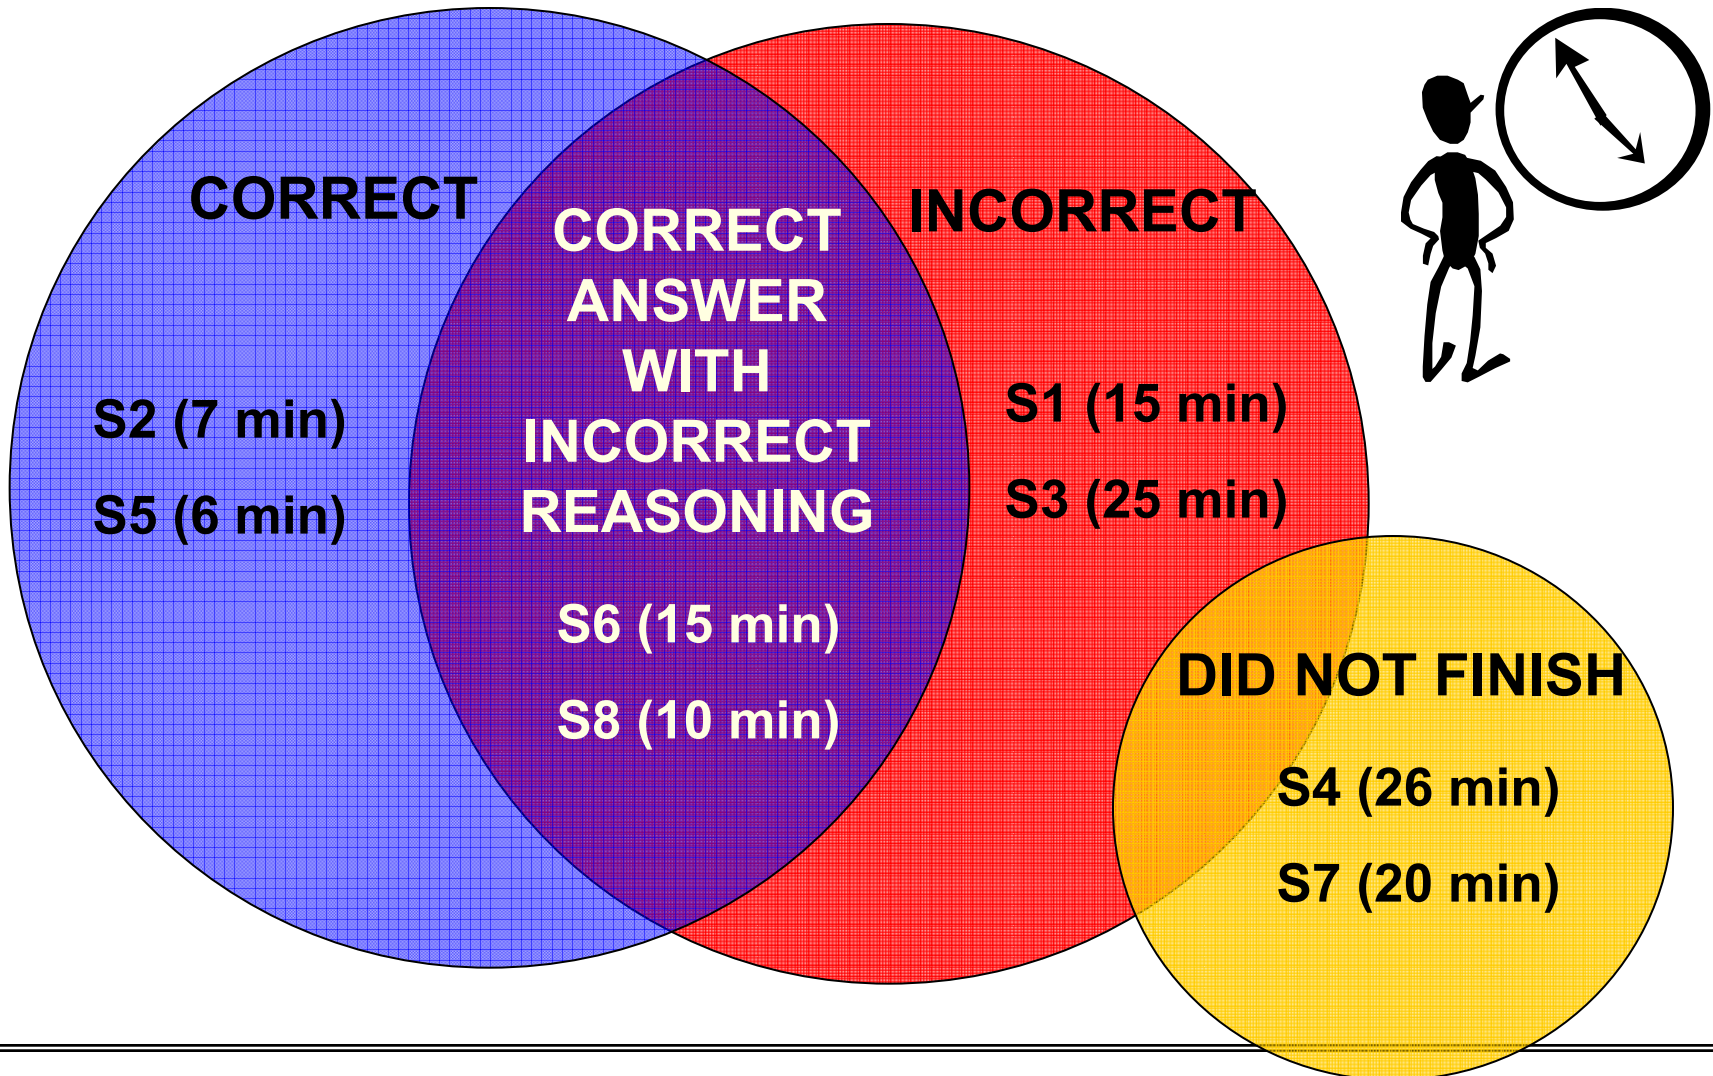 CORRECT
S2 (7 min)
S5 (6 min)
CORRECT
ANSWER
WITH
INCORRECT
REASONING
S6 (15 min)
S8 (10 min)
INCORRECT
S1 (15 min)
S3 (25 min)
DID NOT FINISH
S4 (26 min)
S7 (20 min)